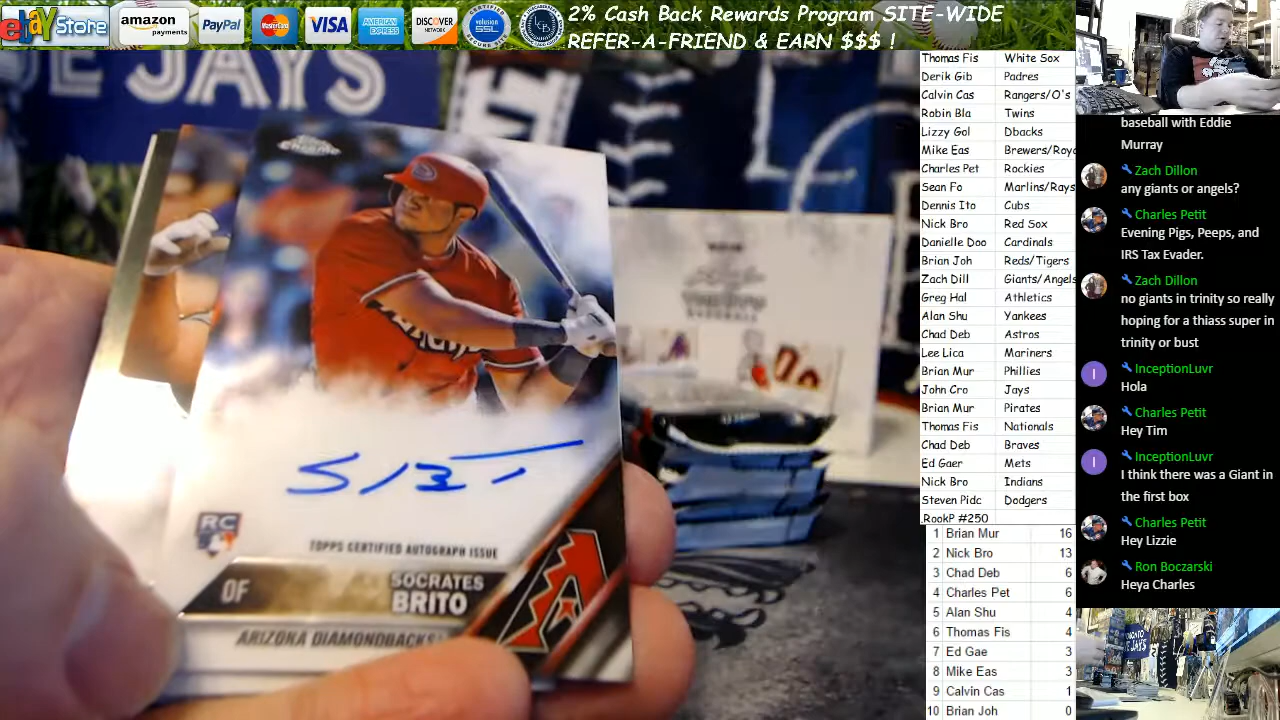 ebay Store
amazon
payments
PayPal
MasterCard
VISA
AMERICAN
EXPRESS
DISCOVER
NETWORK
volusion
SSL
2% Cash Back Rewards Program SITE-WIDE
REFER-A-FRIEND & EARN $$$ !
E JAYS
Chrome
RC
TOPPS CERTIFIED AUTOGRAPH ISSUE
OF
SOCRATES
BRITO
ARIZONA DIAMONDBACKS
Thomas Fis White Sox
Derik Gib Padres
Calvin Cas Rangers/O's
Robin Bla Twins
Lizzy Gol Dbacks
Mike Eas Brewers/Roya
Charles Pet Rockies
Sean Fo Marlins/Rays
Dennis Ito Cubs
Nick Bro Red Sox
Danielle Doo Cardinals
Brian Joh Reds/Tigers
Zach Dill Giants/Angels
Greg Hal Athletics
Alan Shu Yankees
Chad Deb Astros
Lee Lica Mariners
Brian Mur Phillies
John Cro Jays
Brian Mur Pirates
Thomas Fis Nationals
Chad Deb Braves
Ed Gaer Mets
Nick Bro Indians
Steven Pidc Dodgers
RookP #250
1 Brian Mur 16
2 Nick Bro 13
3 Chad Deb 6
4 Charles Pet 6
5 Alan Shu 4
6 Thomas Fis 4
7 Ed Gae 3
8 Mike Eas 3
9 Calvin Cas 1
10 Brian Joh 0
baseball with Eddie
Murray
Zach Dillon
any giants or angels?
Charles Petit
Evening Pigs, Peeps, and
IRS Tax Evader.
Zach Dillon
no giants in trinity so really
hoping for a thiass super in
trinity or bust
I InceptionLuvr
Hola
Charles Petit
Hey Tim
I InceptionLuvr
I think there was a Giant in
the first box
Charles Petit
Hey Lizzie
Ron Boczarski
Heya Charles